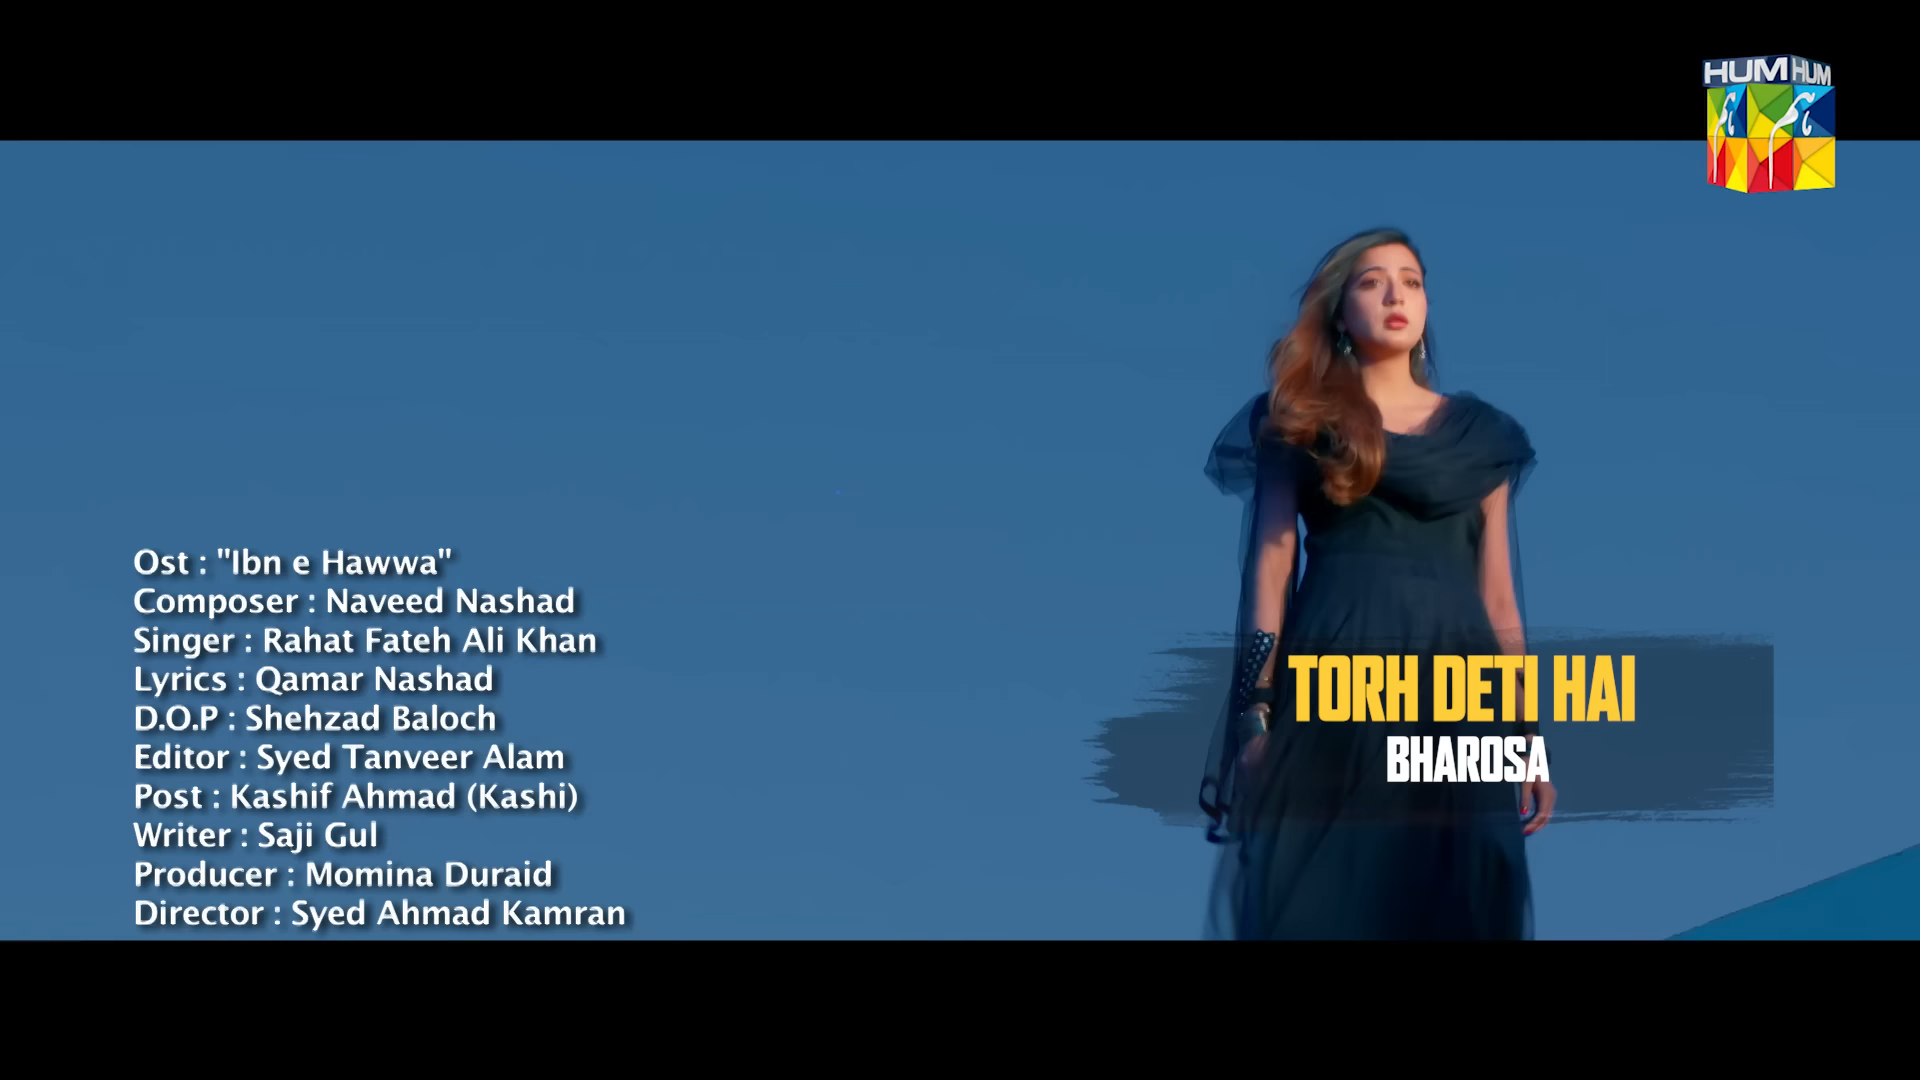 HUM HUM
ہم ہم
Ost : "Ibn e Hawwa"
Composer : Naveed Nashad
Singer : Rahat Fateh Ali Khan
Lyrics : Qamar Nashad
D.O.P : Shehzad Baloch
Editor : Syed Tanveer Alam
Post : Kashif Ahmad (Kashi)
Writer : Saji Gul
Producer : Momina Duraid
Director : Syed Ahmad Kamran
TORH DETI HAI
BHAROSA